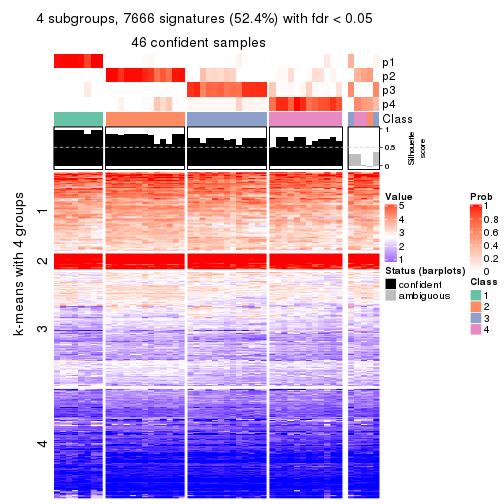 4 subgroups, 7666 signatures (52.4%) with fdr < 0.05
46 confident samples
p1
p2
p3
p4
Class
1
0.5
0
Silhouette
score
k-means with 4 groups
1
2
3
4
Value
5
4
3
2
1
Status (barplots)
confident
ambiguous
Prob
1
0.8
0.6
0.4
0.2
0
Class
1
2
3
4